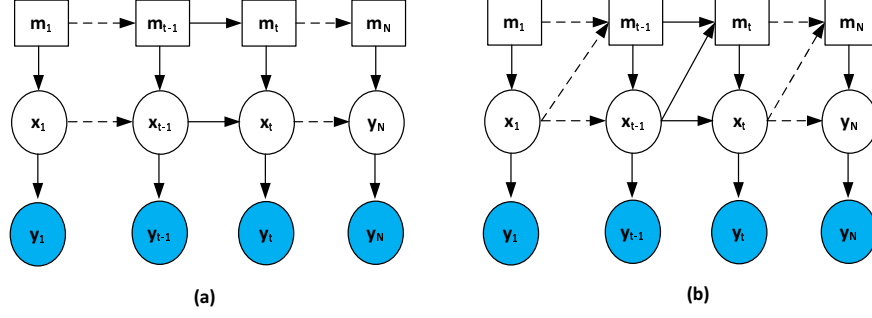 m1 mt-1 mt mN m1 mt-1 mt mN
x1 xt-1 xt yN x1 xt-1 xt yN
y1 yt-1 yt yN y1 yt-1 yt yN
(a) (b)